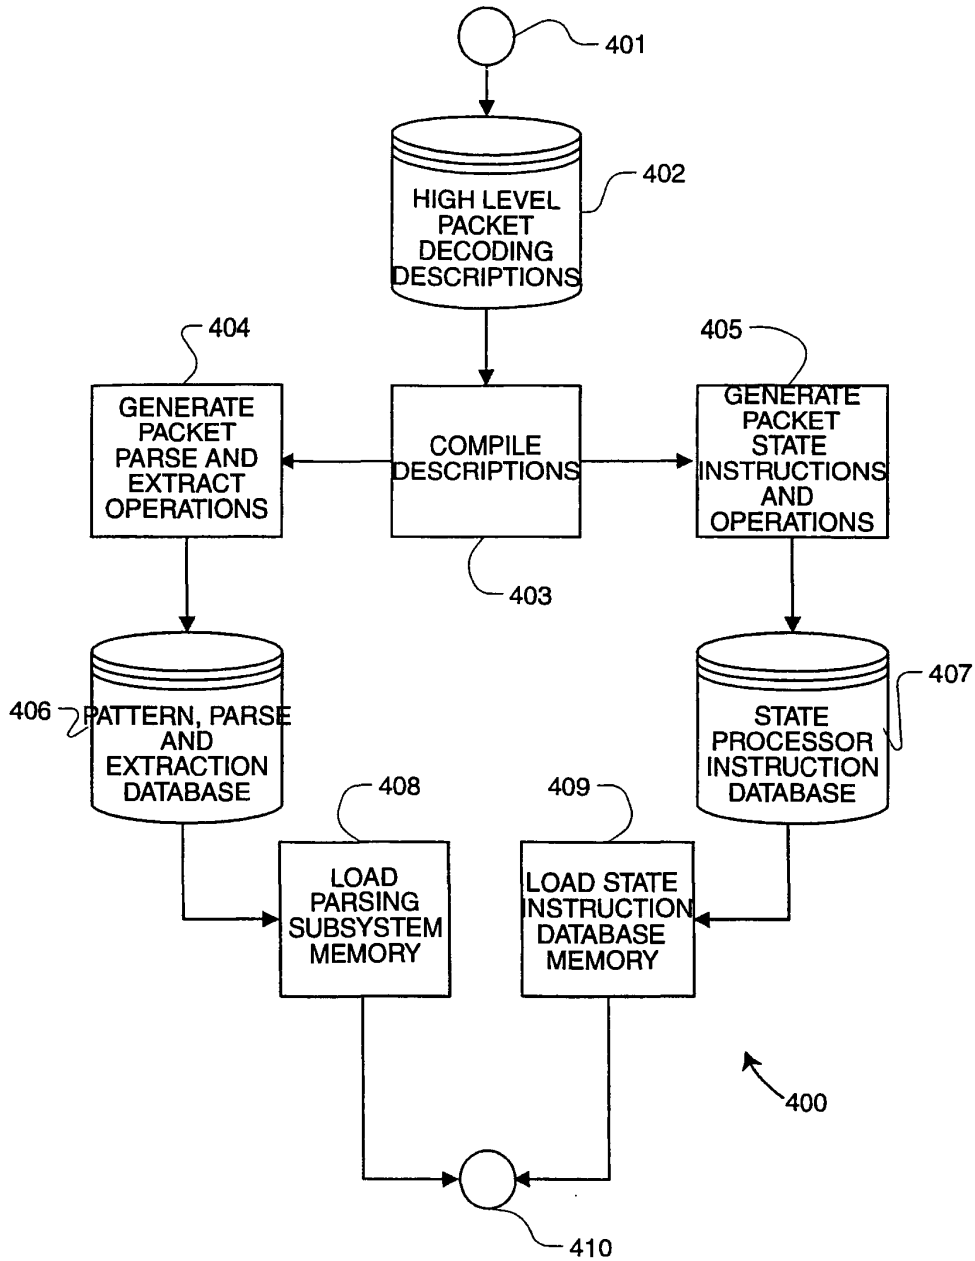 401
402
HIGH LEVEL
PACKET
DECODING
DESCRIPTIONS
404
405
GENERATE
PACKET
PARSE AND
EXTRACT
OPERATIONS
COMPILE
DESCRIPTIONS
GENERATE
PACKET
STATE
INSTRUCTIONS
AND
OPERATIONS
403
406
PATTERN, PARSE
AND
EXTRACTION
DATABASE
407
STATE
PROCESSOR
INSTRUCTION
DATABASE
408
409
LOAD
PARSING
SUBSYSTEM
MEMORY
LOAD STATE
INSTRUCTION
DATABASE
MEMORY
400
410